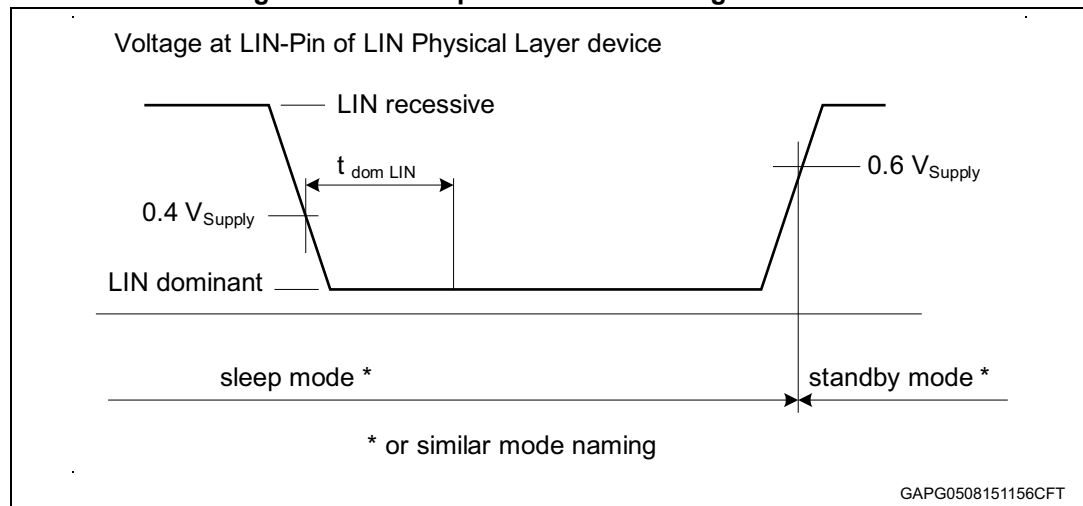 Voltage at LIN-Pin of LIN Physical Layer device
LIN recessive
t dom LIN
0.6 VSupply
0.4 VSupply
LIN dominant
sleep mode *
standby mode *
* or similar mode naming
GAPG0508151156CFT